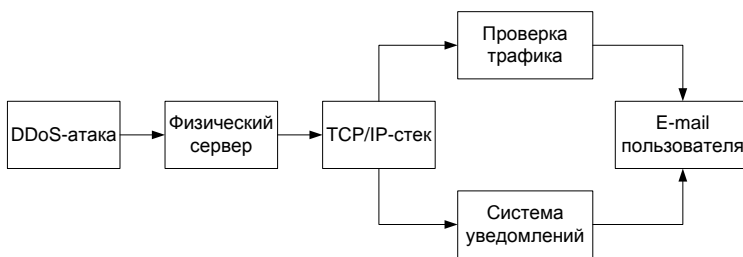 DDoS-атака
Физический
сервер
TCP/IP-стек
Проверка
трафика
Система
уведомлений
E-mail
пользователя